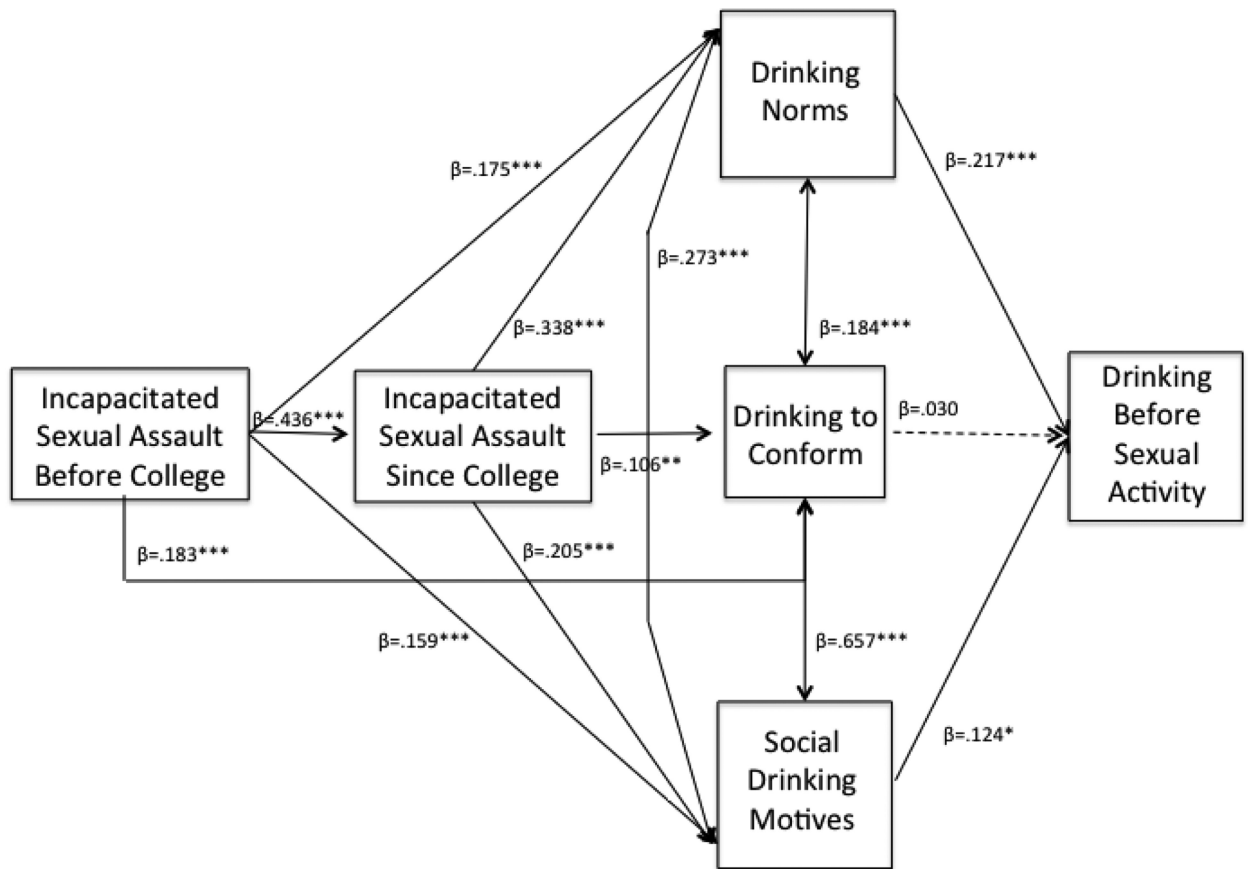 Drinking
Norms
β=.175***
β=.217***
β=.273***
β=.338***
β=.184***
Incapacitated
Sexual Assault
Before College
β=.436***
Incapacitated
Sexual Assault
Since College
β=.106**
Drinking to
Conform
β=.030
Drinking
Before
Sexual
Activity
β=.183***
β=.205***
β=.159***
β=.657***
Social
Drinking
Motives
β=.124*